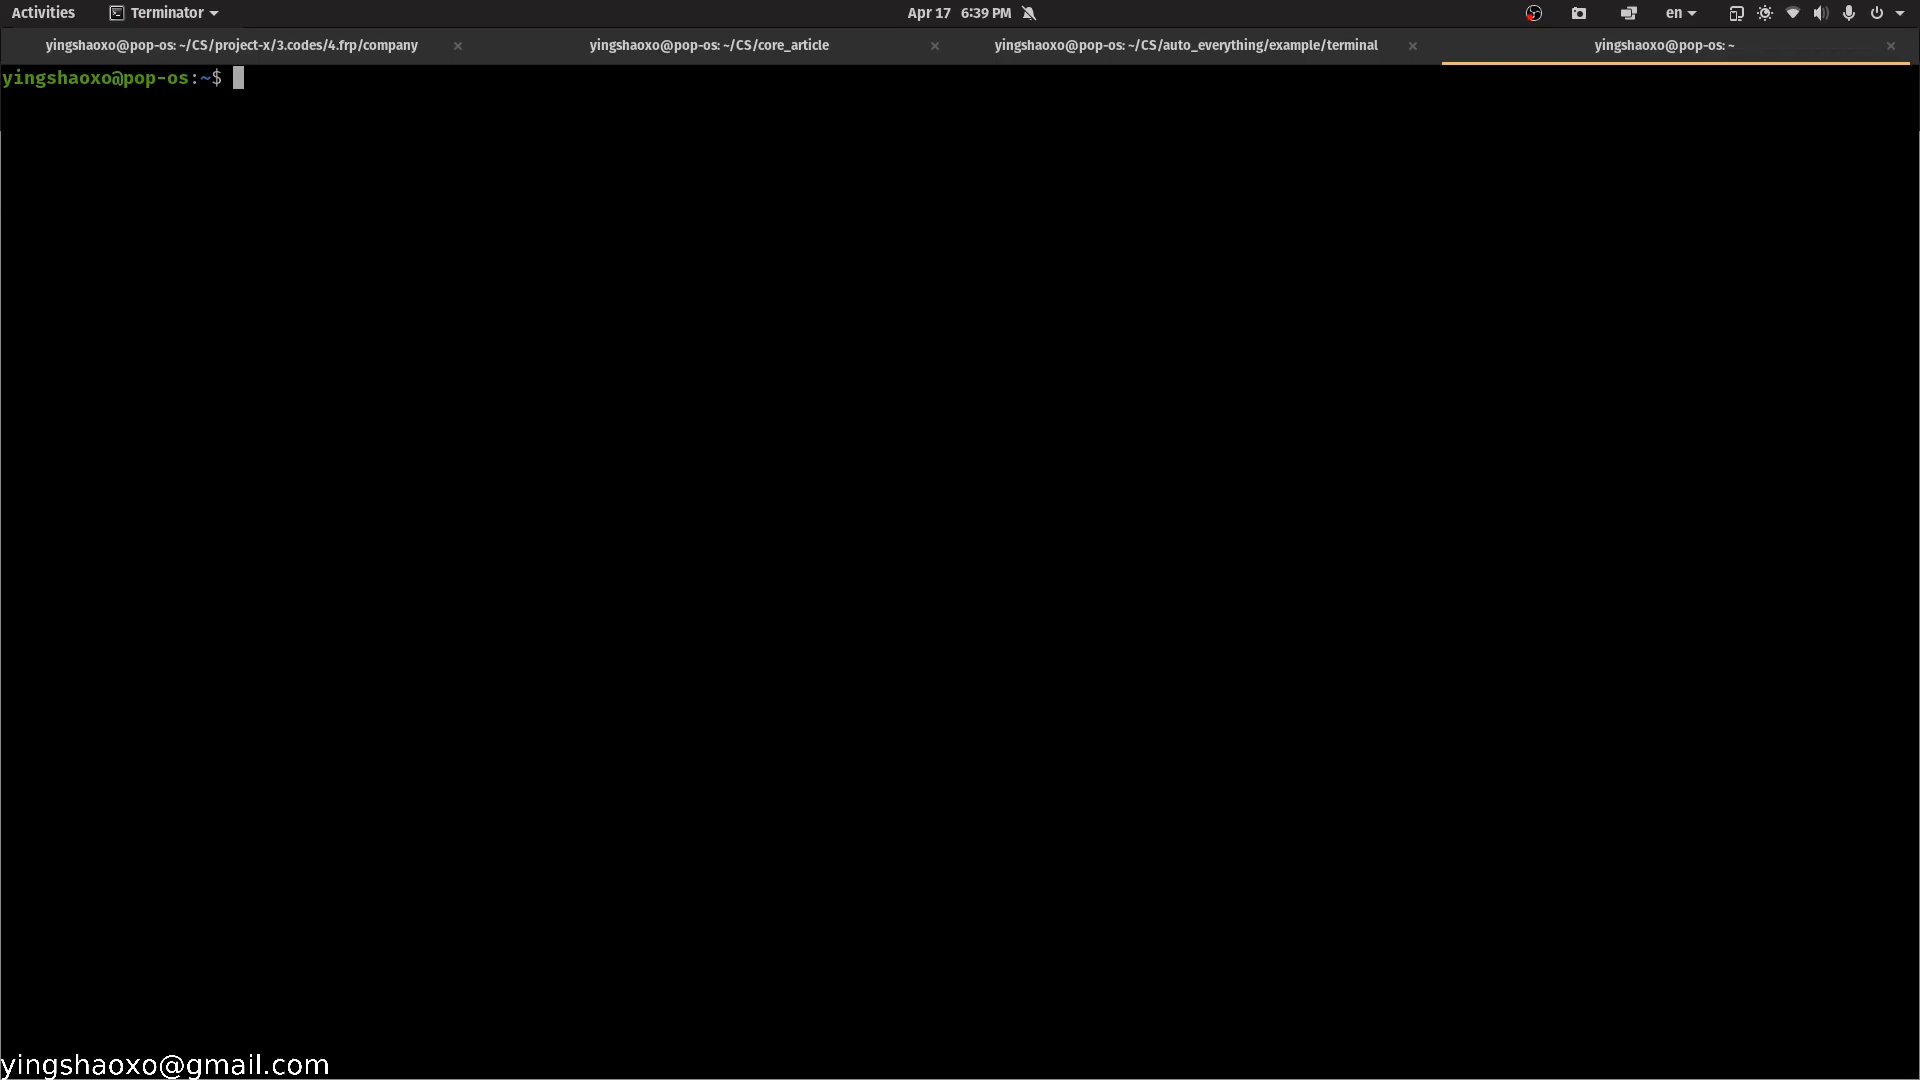 Activities Terminator Apr 17 6:39 PM en
yingshaoxo@pop-os: ~/CS/project-x/3.codes/4.frp/company × yingshaoxo@pop-os: ~/CS/core_article × yingshaoxo@pop-os: ~/CS/auto_everything/example/terminal × yingshaoxo@pop-os: ~ ×
yingshaoxo@pop-os:~$
yingshaoxo@gmail.com